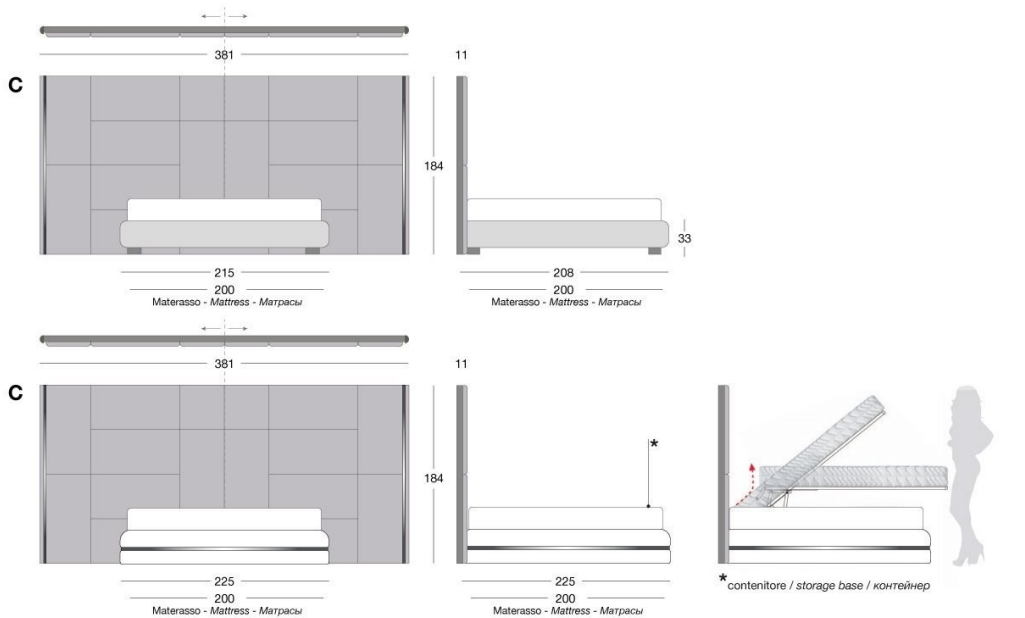 381
11
C
184
33
215
208
200
200
Materasso - Mattress - Матрасы
Materasso - Mattress - Матрасы
381
11
C
*
184
225
225
200
200
Materasso - Mattress - Матрасы
Materasso - Mattress - Матрасы
*contenitore / storage base / контейнер